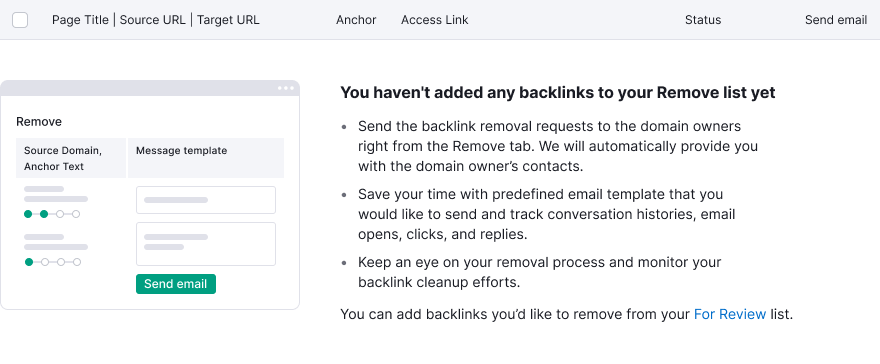 Page Title | Source URL | Target URL Anchor Access Link Status Send email
Remove
Source Domain,
Anchor Text
Message template
Send email
You haven't added any backlinks to your Remove list yet
• Send the backlink removal requests to the domain owners
right from the Remove tab. We will automatically provide you
with the domain owner’s contacts.
• Save your time with predefined email template that you
would like to send and track conversation histories, email
opens, clicks, and replies.
• Keep an eye on your removal process and monitor your
backlink cleanup efforts.
You can add backlinks you’d like to remove from your For Review list.